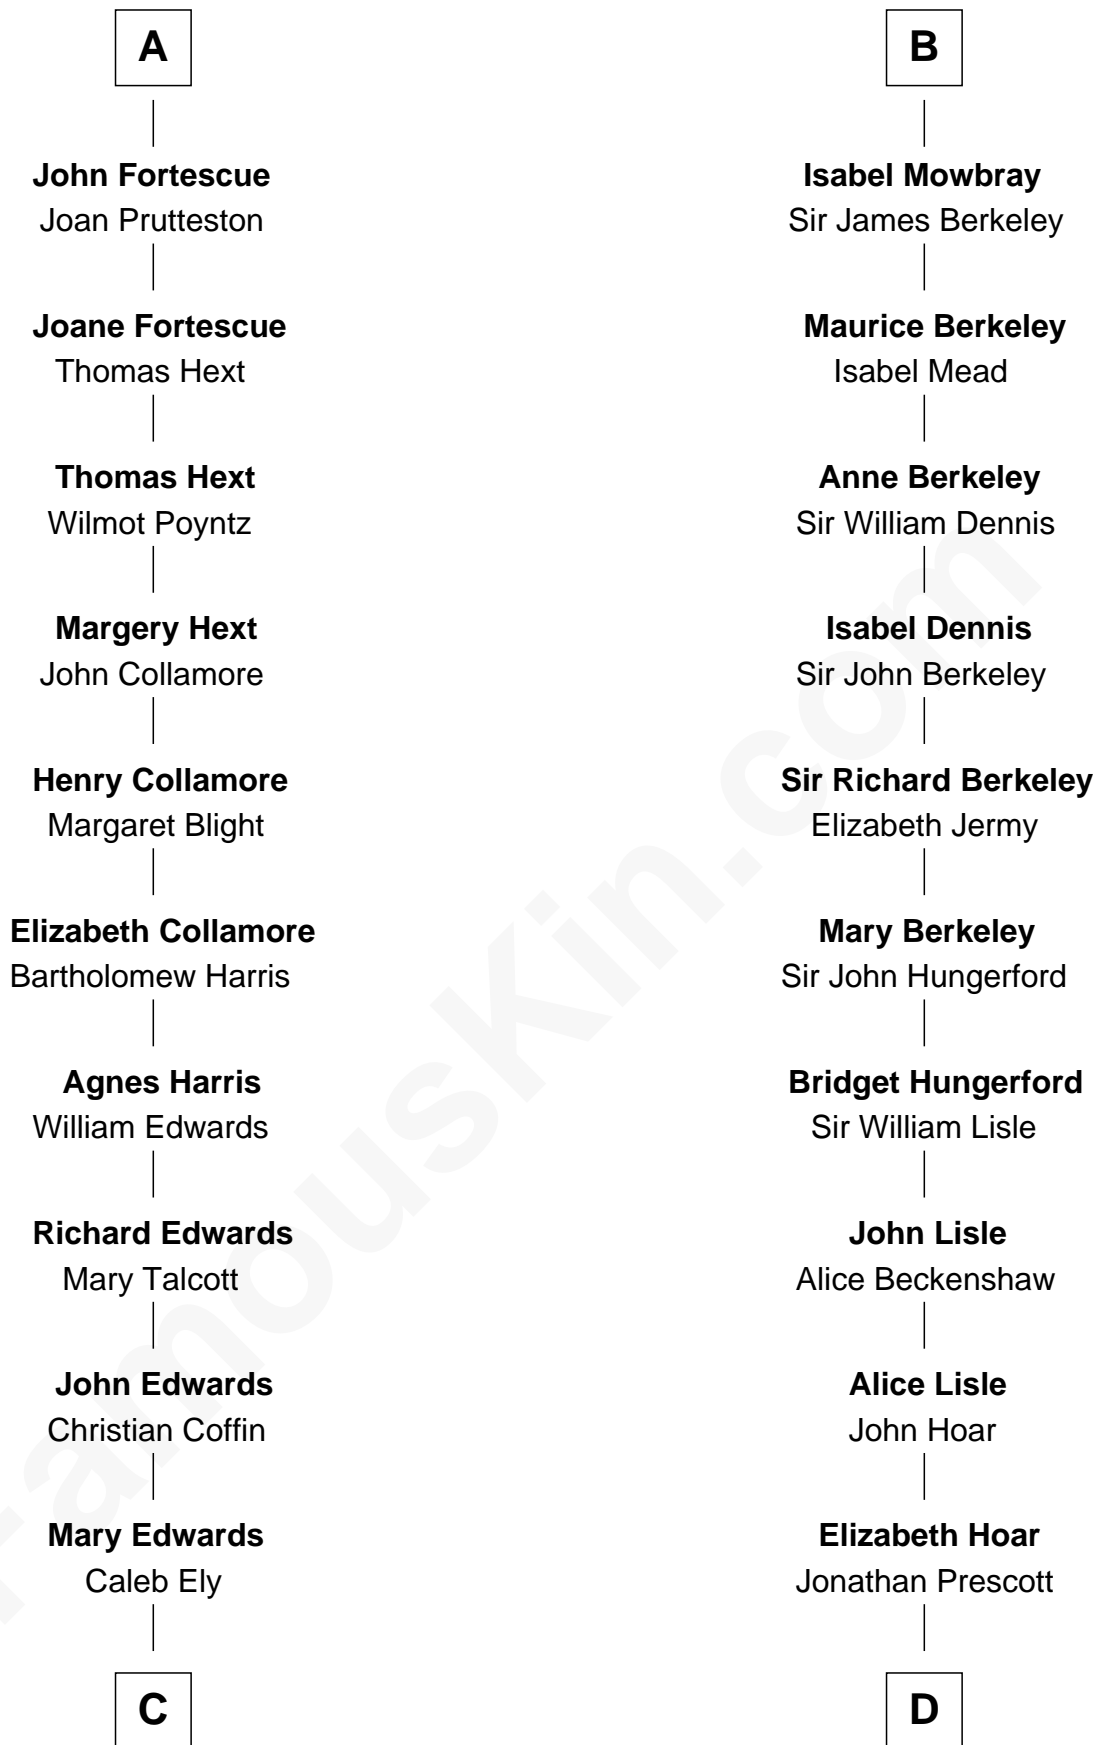 A
John Fortescue
Joan Prutteston
Joane Fortescue
Thomas Hext
Thomas Hext
Wilmot Poyntz
Margery Hext
John Collamore
Henry Collamore
Margaret Blight
Elizabeth Collamore
Bartholomew Harris
Agnes Harris
William Edwards
Richard Edwards
Mary Talcott
John Edwards
Christian Coffin
Mary Edwards
Caleb Ely
C
B
Isabel Mowbray
Sir James Berkeley
Maurice Berkeley
Isabel Mead
Anne Berkeley
Sir William Dennis
Isabel Dennis
Sir John Berkeley
Sir Richard Berkeley
Elizabeth Jermy
Mary Berkeley
Sir John Hungerford
Bridget Hungerford
Sir William Lisle
John Lisle
Alice Beckenshaw
Alice Lisle
John Hoar
Elizabeth Hoar
Jonathan Prescott
D
FamousKin.com